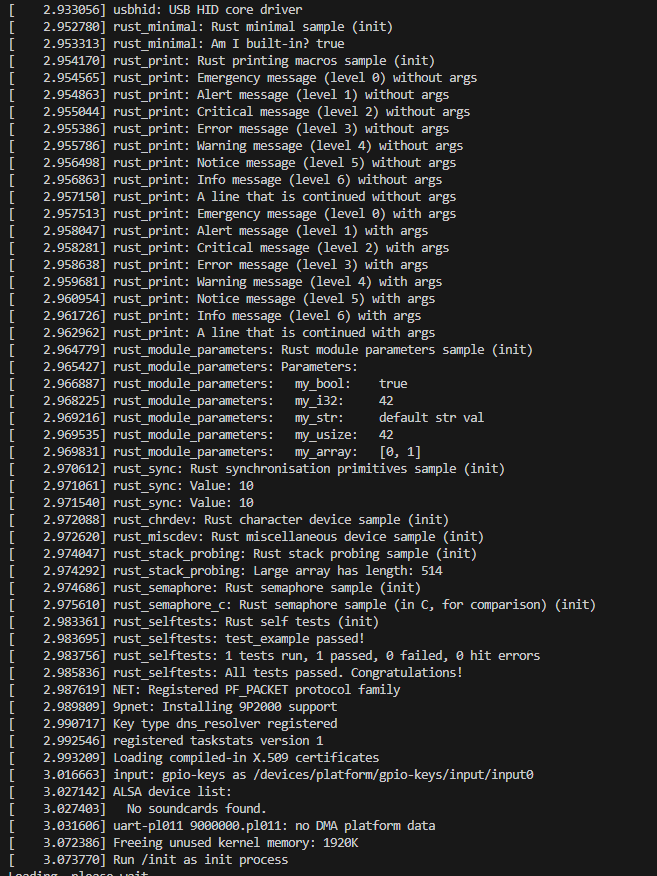 [    2.933056] usbhid: USB HID core driver
[    2.952780] rust_minimal: Rust minimal sample (init)
[    2.953313] rust_minimal: Am I built-in? true
[    2.954170] rust_print: Rust printing macros sample (init)
[    2.954565] rust_print: Emergency message (level 0) without args
[    2.954863] rust_print: Alert message (level 1) without args
[    2.955044] rust_print: Critical message (level 2) without args
[    2.955386] rust_print: Error message (level 3) without args
[    2.955786] rust_print: Warning message (level 4) without args
[    2.956498] rust_print: Notice message (level 5) without args
[    2.956863] rust_print: Info message (level 6) without args
[    2.957150] rust_print: A line that is continued without args
[    2.957513] rust_print: Emergency message (level 0) with args
[    2.958047] rust_print: Alert message (level 1) with args
[    2.958281] rust_print: Critical message (level 2) with args
[    2.958638] rust_print: Error message (level 3) with args
[    2.959681] rust_print: Warning message (level 4) with args
[    2.960954] rust_print: Notice message (level 5) with args
[    2.961726] rust_print: Info message (level 6) with args
[    2.962962] rust_print: A line that is continued with args
[    2.964779] rust_module_parameters: Rust module parameters sample (init)
[    2.965427] rust_module_parameters: Parameters:
[    2.966887] rust_module_parameters:   my_bool:    true
[    2.968225] rust_module_parameters:   my_i32:     42
[    2.969216] rust_module_parameters:   my_str:     default str val
[    2.969535] rust_module_parameters:   my_usize:   42
[    2.969831] rust_module_parameters:   my_array:   [0, 1]
[    2.970612] rust_sync: Rust synchronisation primitives sample (init)
[    2.971061] rust_sync: Value: 10
[    2.971540] rust_sync: Value: 10
[    2.972088] rust_chrdev: Rust character device sample (init)
[    2.972620] rust_miscdev: Rust miscellaneous device sample (init)
[    2.974047] rust_stack_probing: Rust stack probing sample (init)
[    2.974292] rust_stack_probing: Large array has length: 514
[    2.974686] rust_semaphore: Rust semaphore sample (init)
[    2.975610] rust_semaphore_c: Rust semaphore sample (in C, for comparison) (init)
[    2.983361] rust_selftests: Rust self tests (init)
[    2.983695] rust_selftests: test_example passed!
[    2.983756] rust_selftests: 1 tests run, 1 passed, 0 failed, 0 hit errors
[    2.985836] rust_selftests: All tests passed. Congratulations!
[    2.987619] NET: Registered PF_PACKET protocol family
[    2.989809] 9pnet: Installing 9P2000 support
[    2.990717] Key type dns_resolver registered
[    2.992546] registered taskstats version 1
[    2.993209] Loading compiled-in X.509 certificates
[    3.016663] input: gpio-keys as /devices/platform/gpio-keys/input/input0
[    3.027142] ALSA device list:
[    3.027403]   No soundcards found.
[    3.031606] uart-pl011 9000000.pl011: no DMA platform data
[    3.072386] Freeing unused kernel memory: 1920K
[    3.073770] Run /init as init process
Loading, please wait